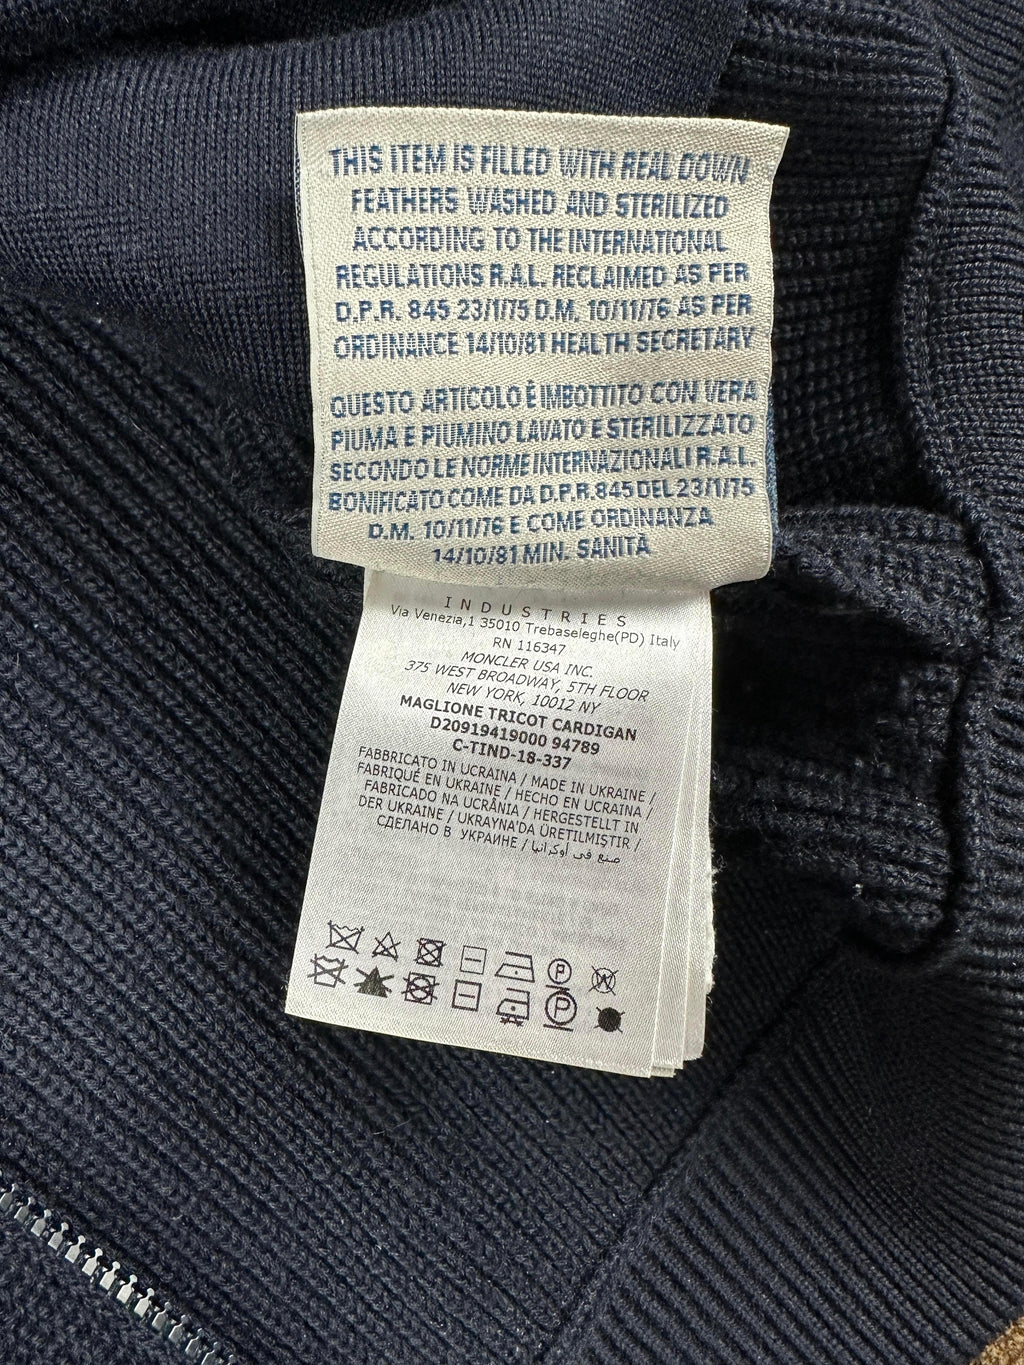 THIS ITEM IS FILLED WITH REAL DOWN
FEATHERS WASHED AND STERILIZED
ACCORDING TO THE INTERNATIONAL
REGULATIONS R.A.L. RECLAIMED AS PER
D.P.R. 845 23/1/75 D.M. 10/11/76 AS PER
ORDINANCE 14/10/81 HEALTH SECRETARY
QUESTO ARTICOLO È IMBOTTITO CON VERA
PIUMA E PIUMINO LAVATO E STERILIZZATO
SECONDO LE NORME INTERNAZIONALI R.A.L.
BONIFICATO COME DA D.P.R. 845 DEL 23/1/75
D.M. 10/11/76 E COME ORDINANZA
14/10/81 MIN. SANITÀ
INDUSTRIES
Via Venezia,1 35010 Trebaseleghe(PD) Italy
RN 116347
MONCLER USA INC.
375 WEST BROADWAY, 5TH FLOOR
NEW YORK, 10012 NY
MAGLIONE TRICOT CARDIGAN
D20919419000 94789
C-TIND-18-337
FABBRICATO IN UCRAINA / MADE IN UKRAINE /
FABRIQUÉ EN UKRAINE / HECHO EN UCRAINA /
FABRICADO NA UCRÂNIA / HERGESTELLT IN
DER UKRAINE / UKRAYNA'DA ÜRETILMIŞTIR /
СДЕЛАНО В УКРАИНЕ / صنع في أوكرانيا
P W
P